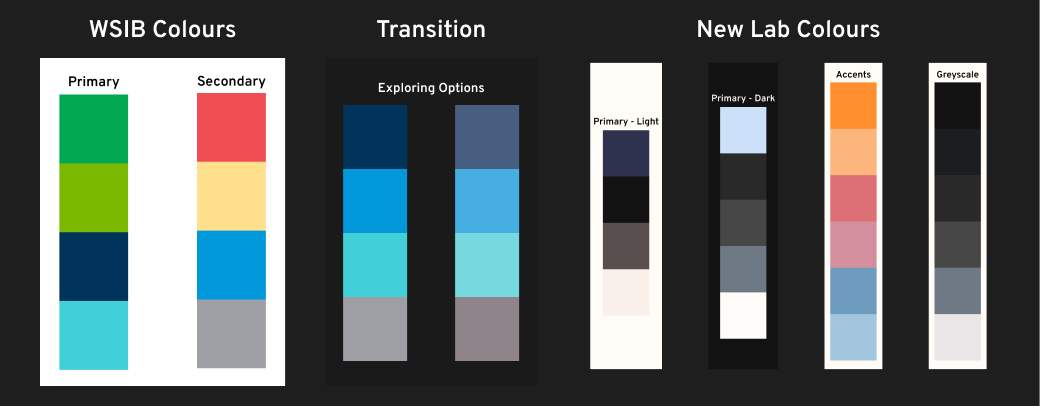 WSIB Colours
Transition
New Lab Colours
Primary
Secondary
Exploring Options
Primary - Light
Primary - Dark
Accents
Greyscale